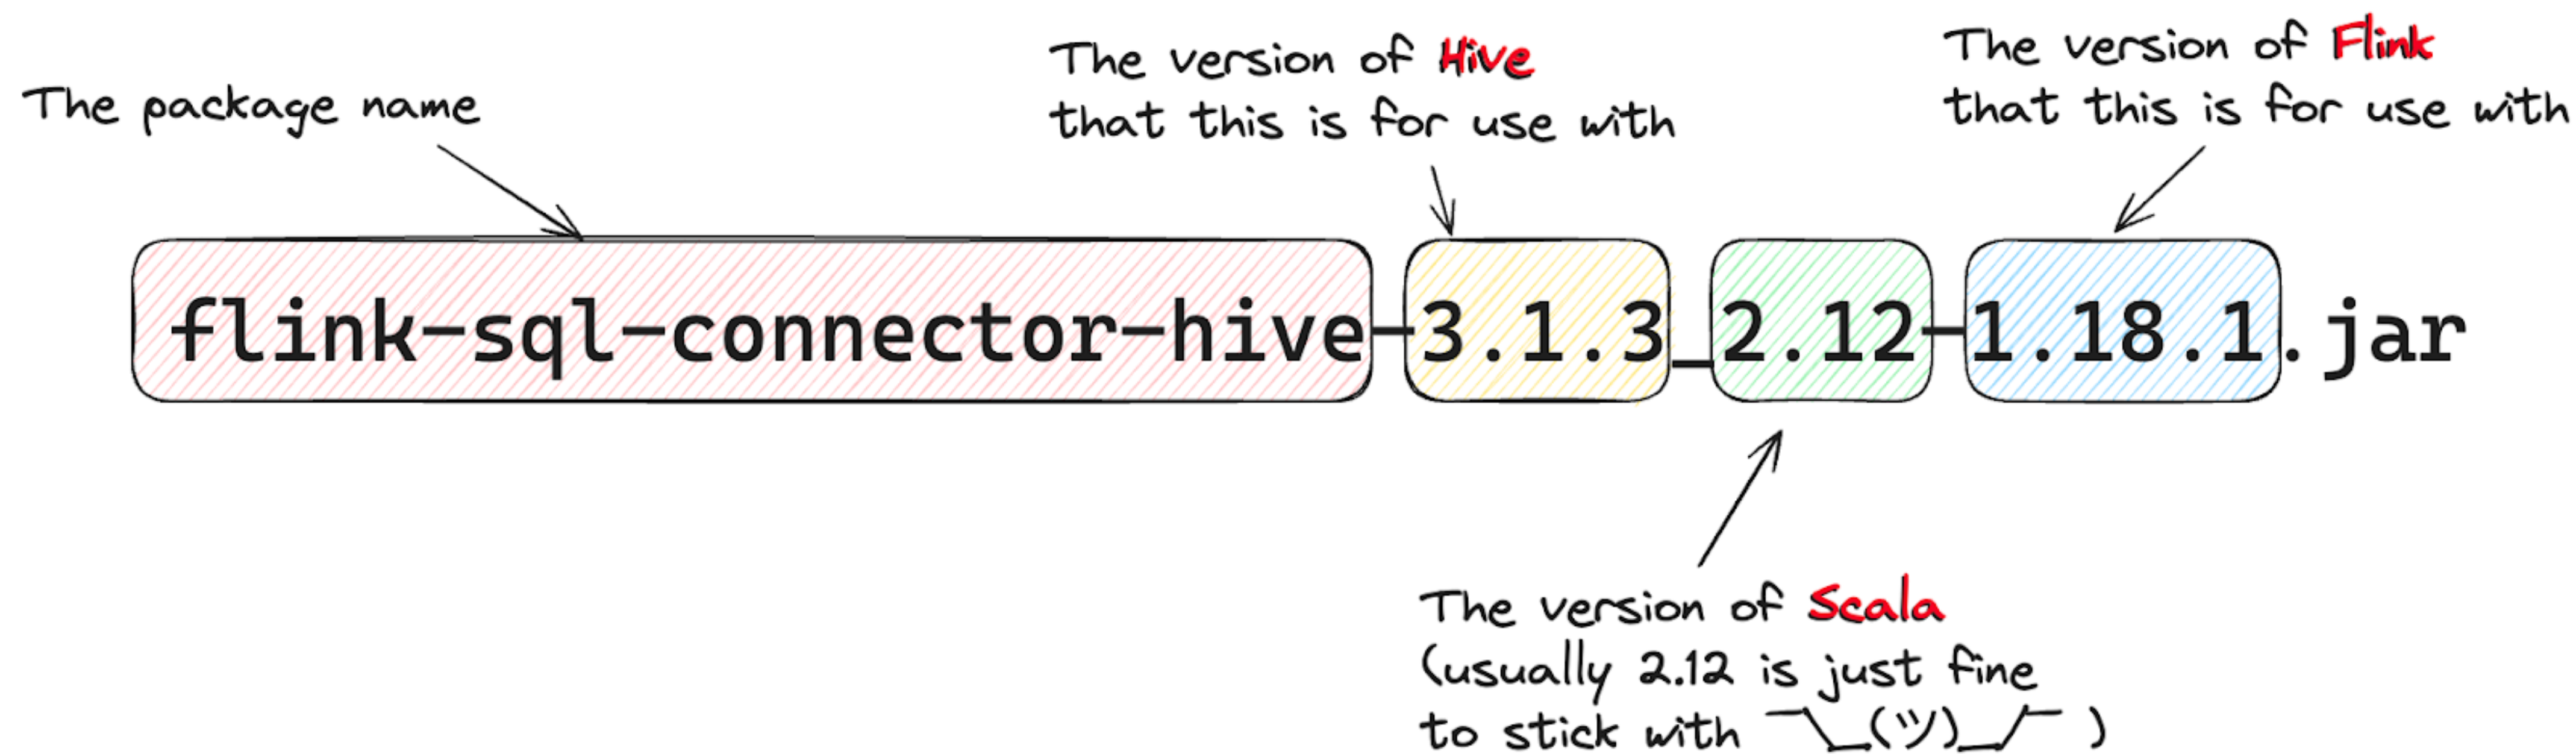 The package name
The version of Hive
that this is for use with
The version of Flink
that this is for use with
flink-sql-connector-hive-3.1.3_2.12-1.18.1.jar
The version of Scala
(usually 2.12 is just fine
to stick with ¯\_(ツ)_/¯ )